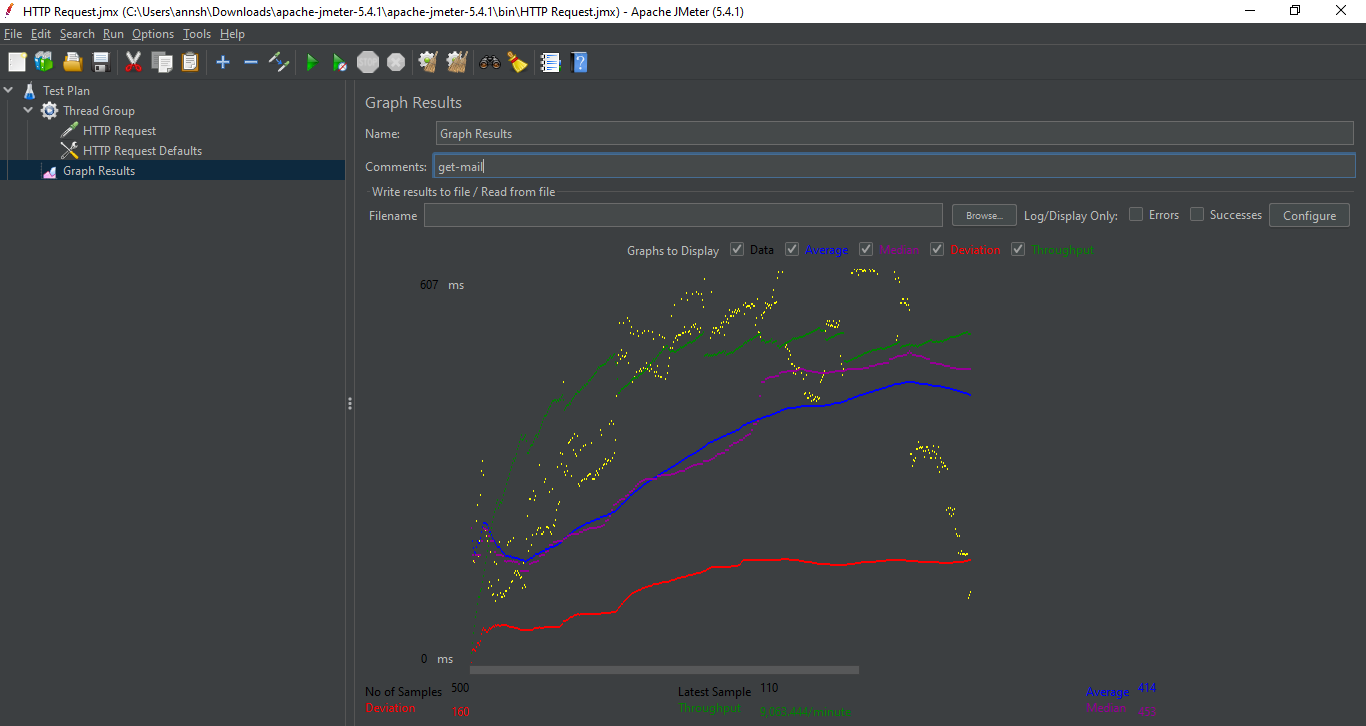 HTTP Request.jmx (C:\Users\annsh\Downloads\apache-jmeter-5.4.1\apache-jmeter-5.4.1\bin\HTTP Request.jmx) - Apache JMeter (5.4.1)
File Edit Search Run Options Tools Help
STOP
Test Plan
Thread Group
HTTP Request
HTTP Request Defaults
Graph Results
Graph Results
Name: Graph Results
Comments: get-mail
Write results to file / Read from file
Filename Browse... Log/Display Only: Errors Successes Configure
Graphs to Display Data Average Median Deviation Throughput
607 ms
0 ms
No of Samples 500 Latest Sample 110 Average 414
Deviation 160 Throughput 9,063.444/minute Median